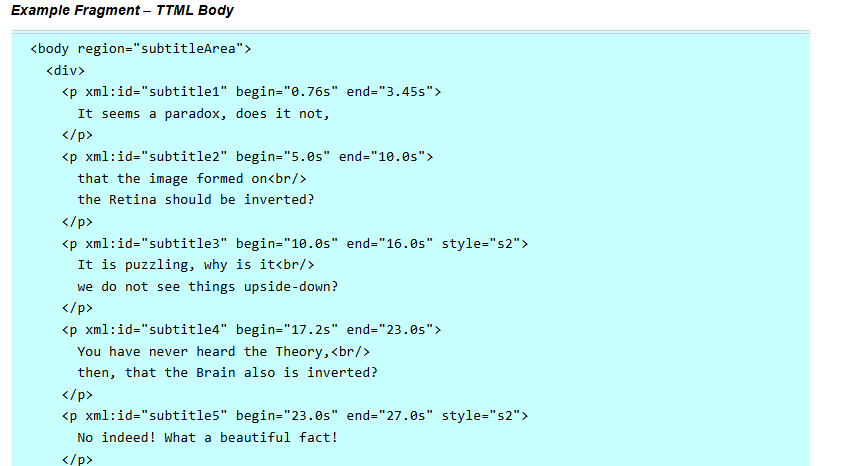 Example Fragment – TTML Body
<body region="subtitleArea">
<div>
<p xml:id="subtitle1" begin="0.76s" end="3.45s">
It seems a paradox, does it not,
</p>
<p xml:id="subtitle2" begin="5.0s" end="10.0s">
that the image formed on<br/>
the Retina should be inverted?
</p>
<p xml:id="subtitle3" begin="10.0s" end="16.0s" style="s2">
It is puzzling, why is it<br/>
we do not see things upside-down?
</p>
<p xml:id="subtitle4" begin="17.2s" end="23.0s">
You have never heard the Theory,<br/>
then, that the Brain also is inverted?
</p>
<p xml:id="subtitle5" begin="23.0s" end="27.0s" style="s2">
No indeed! What a beautiful fact!
</p>